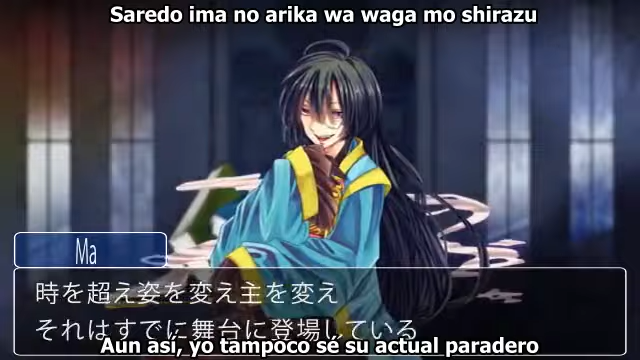 Saredo ima no arika wa waga mo shirazu
Ma
時を超え姿を変え主を変え
それはすでに舞台に登場している
Aún así, yo tampoco sé su actual paradero